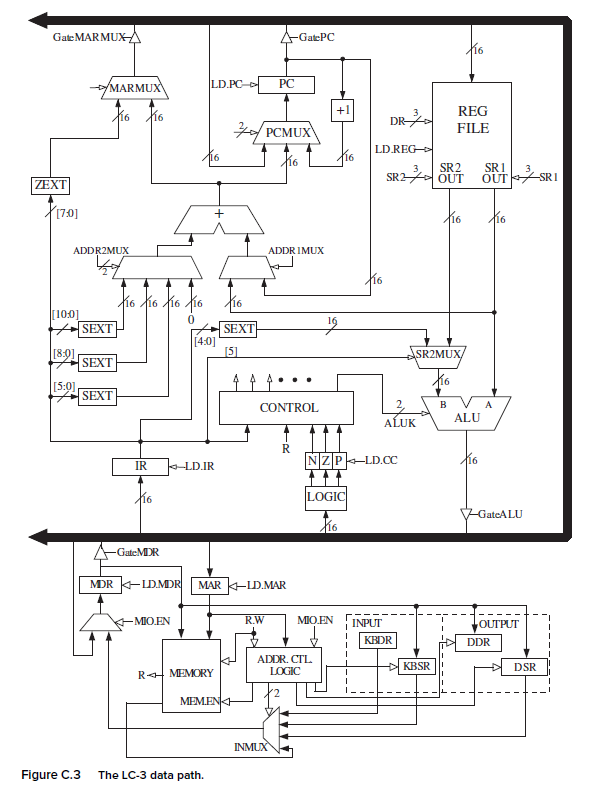 GateMARMUX
GatePC
16
MARMUX
LD.PC
PC
16
16
+1
REG
FILE
DR
3
2
PCMUX
LD.REG
16
16
16
SR2
3
SR2
OUT
SR1
OUT
3
SR1
ZEXT
[7:0]
+
16
16
ADDR2MUX
2
ADDR1MUX
16
16
16
16
16
16
0
[10:0]
SEXT
[4:0]
SEXT
16
[8:0]
SEXT
[5]
SR2MUX
16
[5:0]
SEXT
CONTROL
2
ALUK
B
A
ALU
R
IR
LD.IR
N Z P
LD.CC
16
16
LOGIC
16
GateALU
GateMDR
MDR
LD.MDR
MAR
LD.MAR
MIO.EN
R.W
MIO.EN
INPUT
OUTPUT
KBDR
DDR
R
MEMORY
ADDR. CTL.
LOGIC
KBSR
DSR
MEM.EN
2
INMUX
Figure C.3 The LC-3 data path.